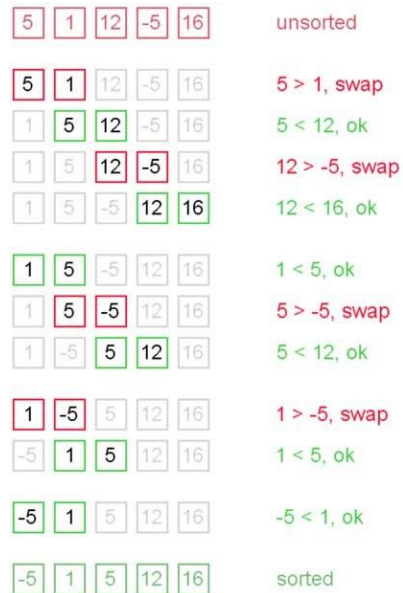 5 1 12 -5 16 unsorted
5 1 12 -5 16 5 > 1, swap
1 5 12 -5 16 5 < 12, ok
1 5 12 -5 16 12 > -5, swap
1 5 -5 12 16 12 < 16, ok
1 5 -5 12 16 1 < 5, ok
1 5 -5 12 16 5 > -5, swap
1 -5 5 12 16 5 < 12, ok
1 -5 5 12 16 1 > -5, swap
-5 1 5 12 16 1 < 5, ok
-5 1 5 12 16 -5 < 1, ok
-5 1 5 12 16 sorted